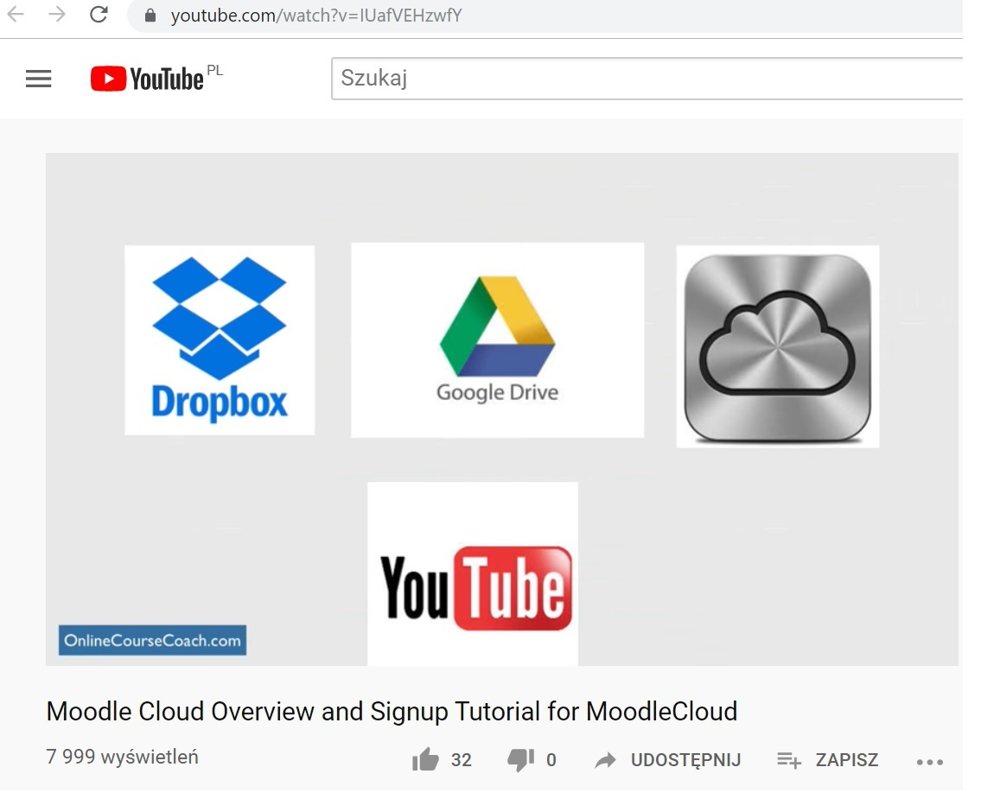 youtube.com/watch?v=IUafVEHzwfY
YouTube PL
Szukaj
Dropbox
Google Drive
YouTube
OnlineCourseCoach.com
Moodle Cloud Overview and Signup Tutorial for MoodleCloud
7 999 wyświetleń 32 0 UDOSTĘPNIJ ZAPISZ